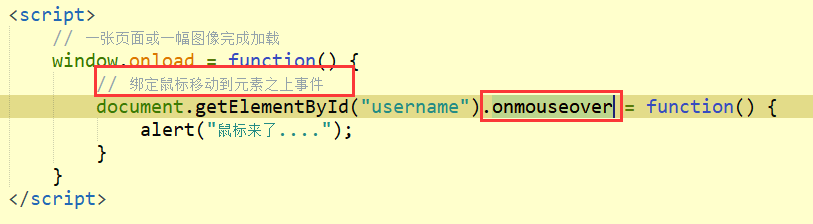 <script>
// 一张页面或一幅图像完成加载
window.onload = function() {
// 绑定鼠标移动到元素之上事件
document.getElementById("username").onmouseover = function() {
alert("鼠标来了....");
}
}
</script>